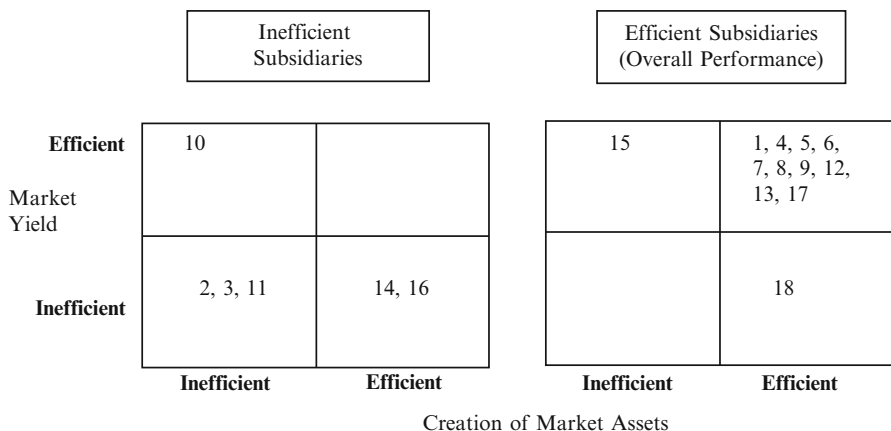 Inefficient
Subsidiaries
Efficient Subsidiaries
(Overall Performance)
Efficient
Market
Yield
Inefficient
10
2, 3, 11
14, 16
15
1, 4, 5, 6,
7, 8, 9, 12,
13, 17
18
Inefficient
Efficient
Inefficient
Efficient
Creation of Market Assets